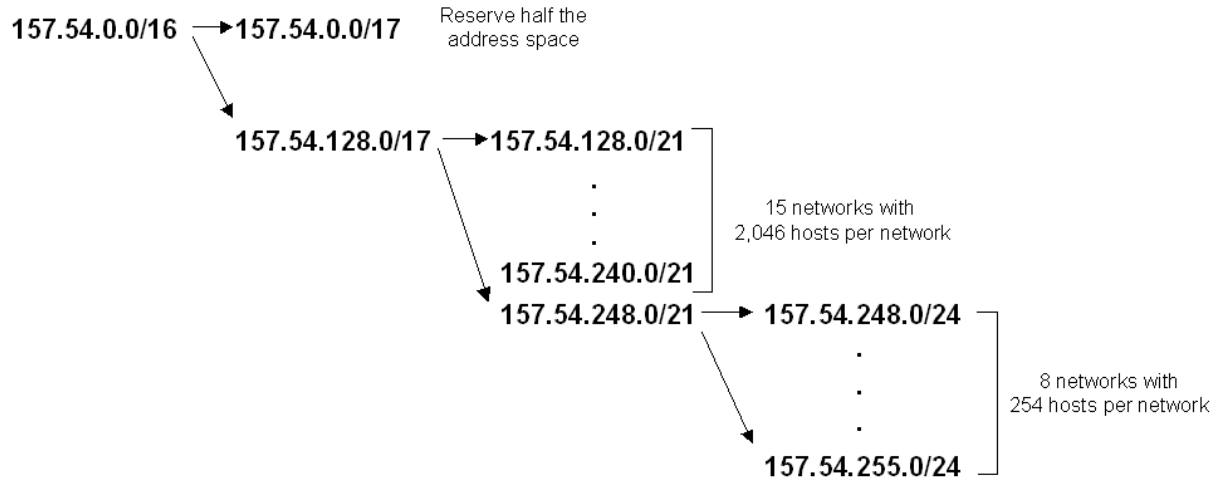 157.54.0.0/16
157.54.0.0/17
Reserve half the
address space
157.54.128.0/17
157.54.128.0/21
.
.
.
157.54.240.0/21
15 networks with
2,046 hosts per network
157.54.248.0/21
157.54.248.0/24
.
.
.
157.54.255.0/24
8 networks with
254 hosts per network